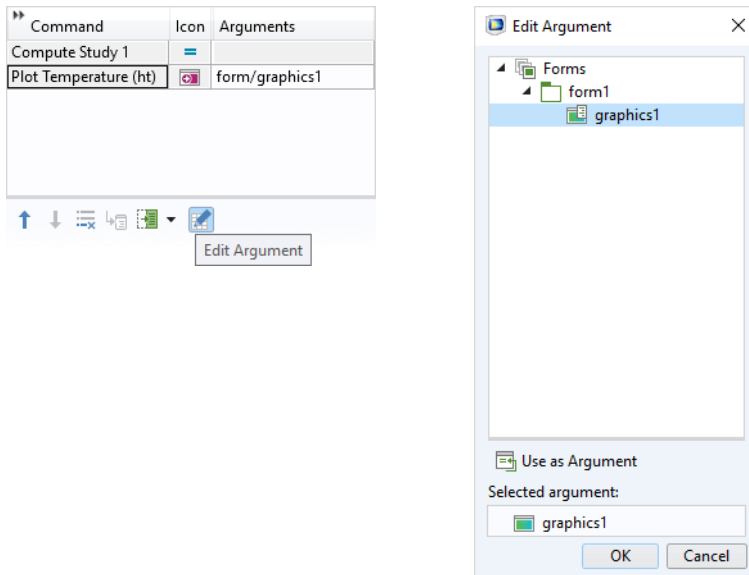 Command Icon Arguments
Compute Study 1
Plot Temperature (ht) form/graphics1
Edit Argument
Edit Argument
Forms
form1
graphics1
Use as Argument
Selected argument:
graphics1
OK Cancel